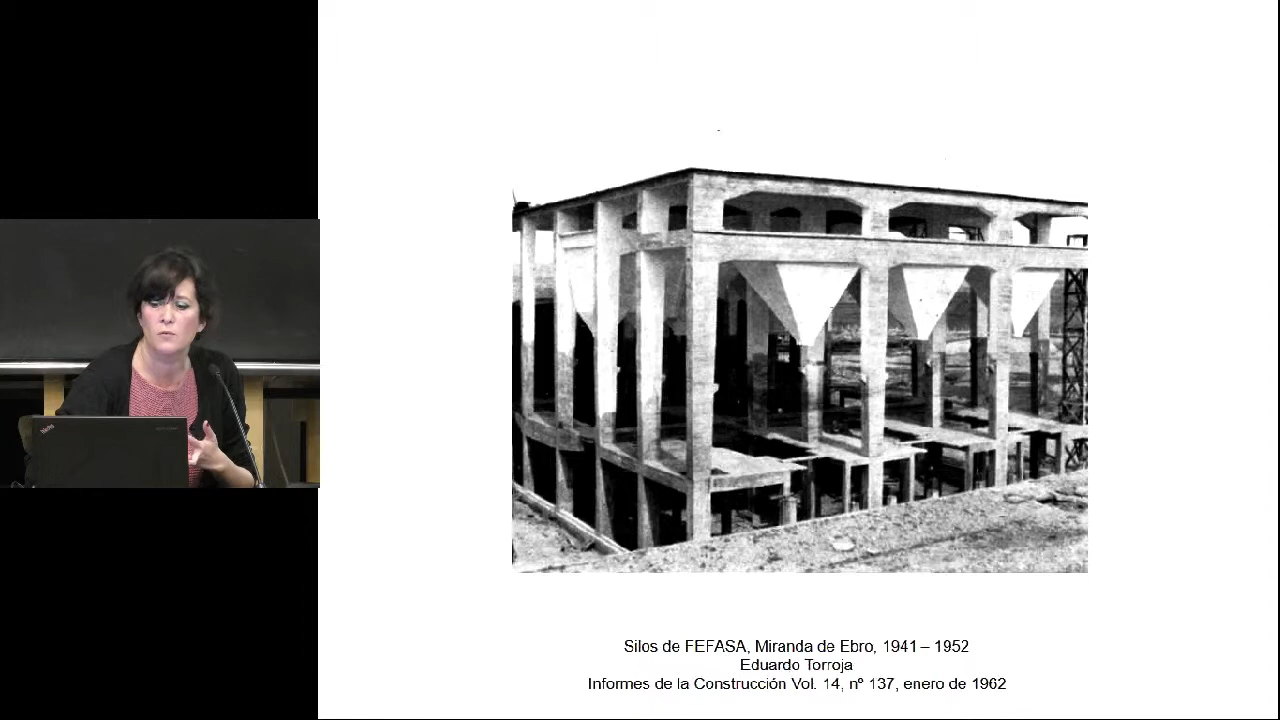 Silos de FEFASA, Miranda de Ebro, 1941 – 1952
Eduardo Torroja
Informes de la Construcción Vol. 14, nº 137, enero de 1962